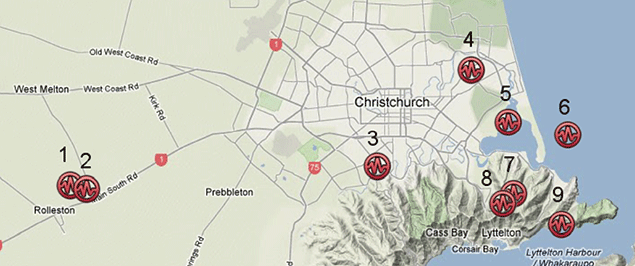 4
1
Old West Coast Rd
West Melton
West Coast Rd
Kirk Rd
Christchurch
5
6
3
1
75
1 2
Main South Rd
Prebbleton
7
8
9
Rolleston
Cass Bay
Lyttelton
Corsair Bay
Lyttelton Harbour
/ Whakaraupo